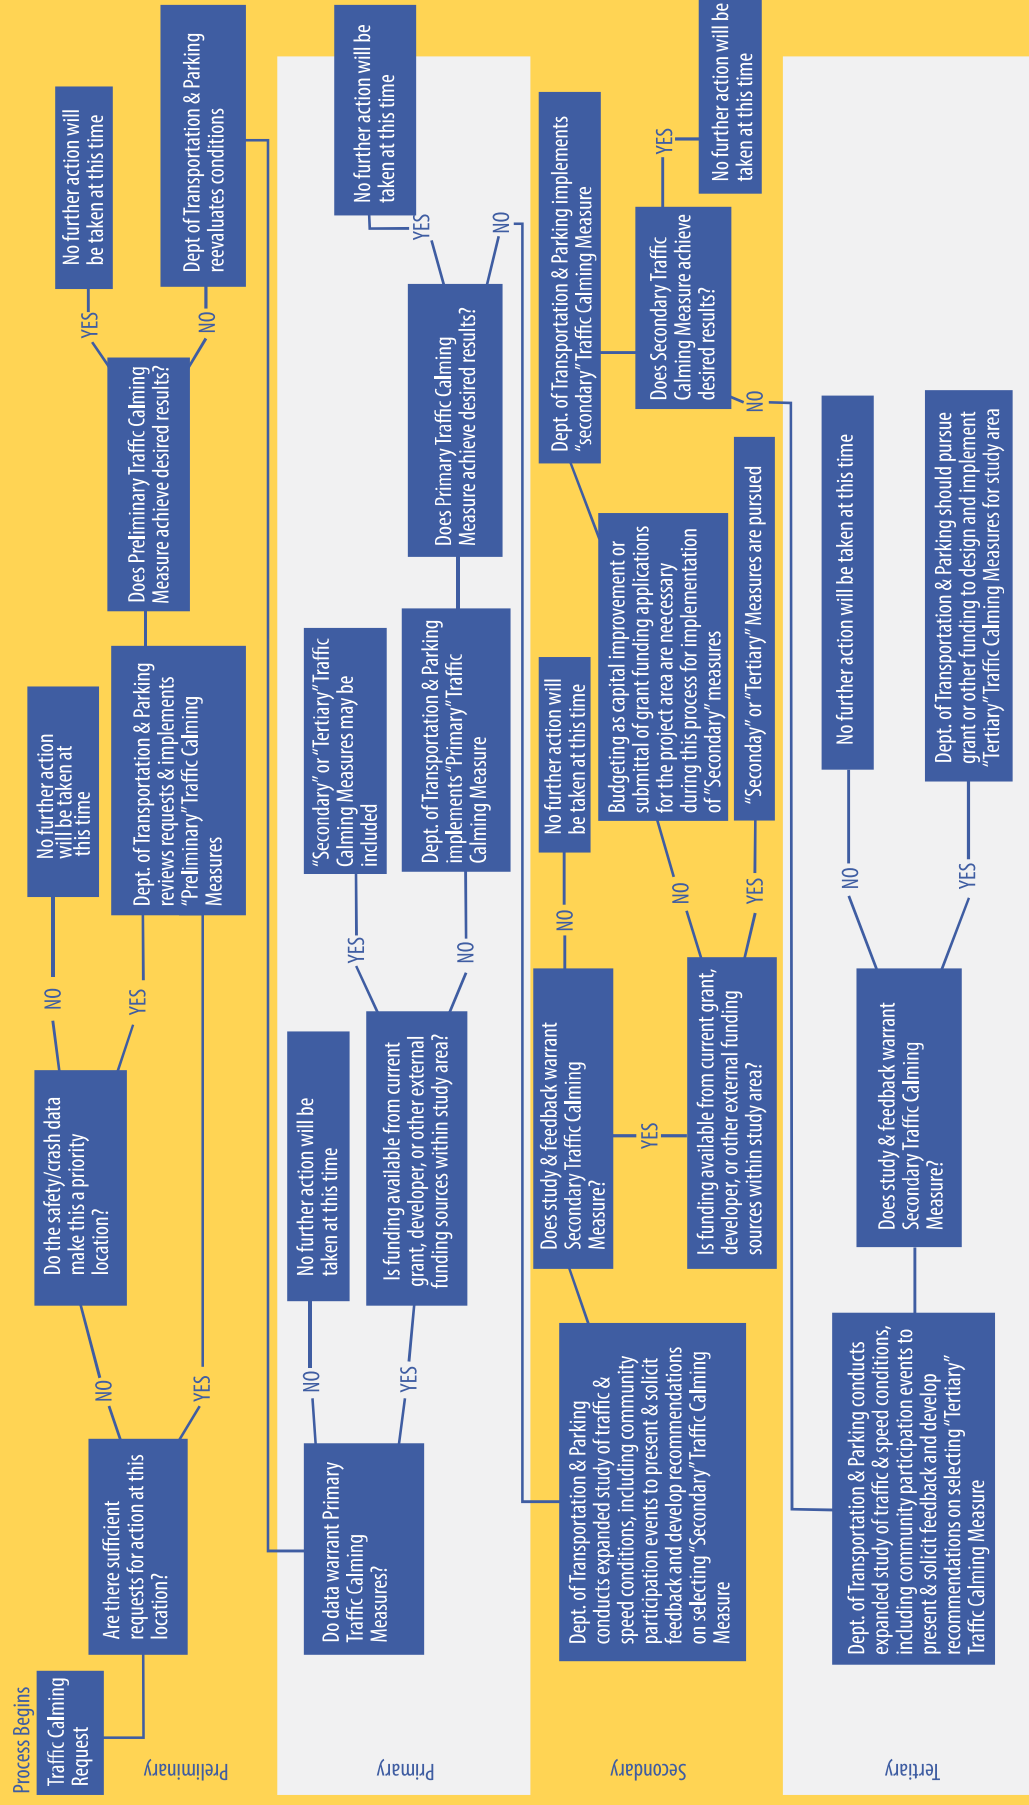 Process Begins
Traffic Calming
Request
Preliminary
Are there sufficient
requests for action at this
location?
NO
YES
Do the safety/crash data
make this a priority
location?
NO
YES
No further action
will be taken at
this time
Dept. of Transportation & Parking
reviews requests & implements
“Preliminary” Traffic Calming
Measures
Does Preliminary Traffic Calming
Measure achieve desired results?
YES
NO
No further action will
be taken at this time
Dept of Transportation & Parking
reevaluates conditions
Primary
Do data warrant Primary
Traffic Calming
Measures?
NO
YES
No further action will be
taken at this time
Is funding available from current
grant, developer, or other external
funding sources within study area?
YES
NO
“Secondary” or “Tertiary” Traffic
Calming Measures may be
included
Dept. of Transportation & Parking
implements “Primary” Traffic
Calming Measure
Does Primary Traffic Calming
Measure achieve desired results?
YES
NO
No further action will be
taken at this time
Secondary
Dept. of Transportation & Parking
conducts expanded study of traffic &
speed conditions, including community
participation events to present & solicit
feedback and develop recommendations
on selecting “Secondary” Traffic Calming
Measure
Does study & feedback warrant
Secondary Traffic Calming
Measure?
NO
YES
No further action will
be taken at this time
Is funding available from current grant,
developer, or other external funding
sources within study area?
NO
YES
Budgeting as capital improvement or
submittal of grant funding applications
for the project area are necessary
during this process for implementation
of “Secondary” measures
“Seconday” or “Tertiary” Measures are pursued
Dept. of Transportation & Parking implements
“secondary” Traffic Calming Measure
Does Secondary Traffic
Calming Measure achieve
desired results?
YES
NO
No further action will be
taken at this time
Tertiary
Dept. of Transportation & Parking conducts
expanded study of traffic & speed conditions,
including community participation events to
present & solicit feedback and develop
recommendations on selecting “Tertiary”
Traffic Calming Measure
Does study & feedback warrant
Secondary Traffic Calming
Measure?
NO
YES
No further action will be taken at this time
Dept. of Transportation & Parking should pursue
grant or other funding to design and implement
“Tertiary” Traffic Calming Measures for study area